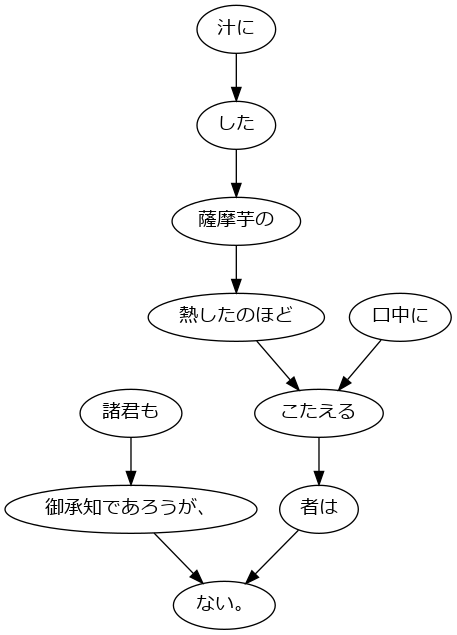 汁に
した
薩摩芋の
熱したのほど
口中に
諸君も
こたえる
御承知であろうが、
者は
ない。